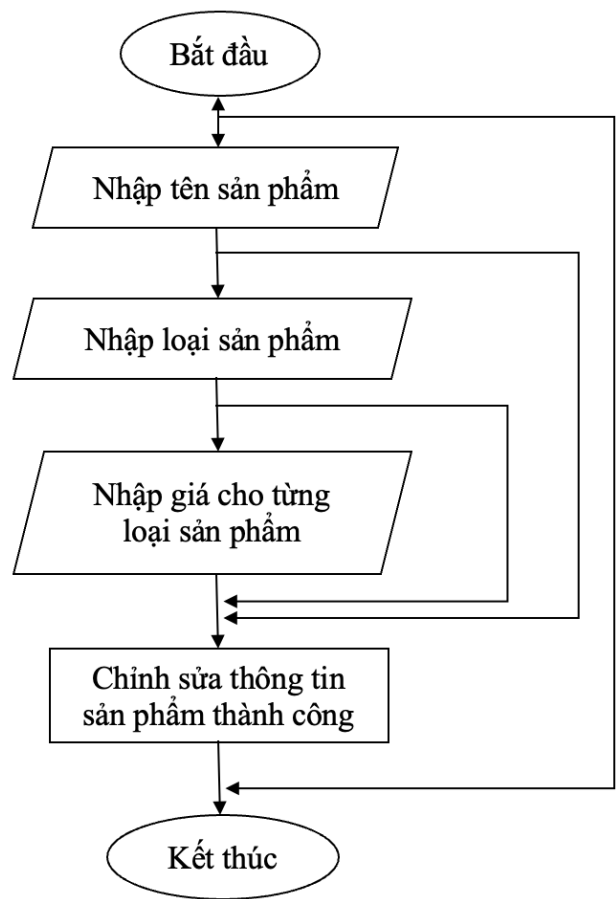 Bắt đầu
Nhập tên sản phẩm
Nhập loại sản phẩm
Nhập giá cho từng
loại sản phẩm
Chỉnh sửa thông tin
sản phẩm thành công
Kết thúc